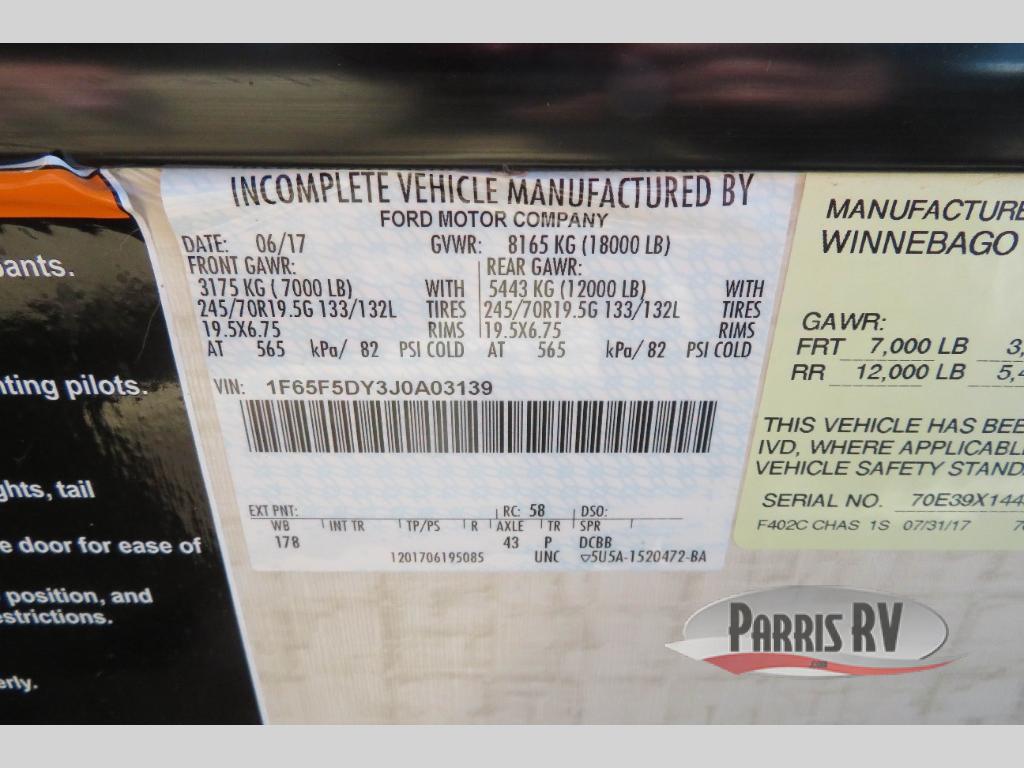 INCOMPLETE VEHICLE MANUFACTURED BY
FORD MOTOR COMPANY
DATE: 06/17 GVWR: 8165 KG (18000 LB)
FRONT GAWR: REAR GAWR:
3175 KG ( 7000 LB) WITH 5443 KG (12000 LB) WITH
245/70R19.5G 133/132L TIRES 245/70R19.5G 133/132L TIRES
19.5X6.75 RIMS 19.5X6.75 RIMS
AT 565 kPa/ 82 PSI COLD AT 565 kPa/ 82 PSI COLD
VIN: 1F65F5DY3J0A03139
EXT PNT: RC: 58 DSO:
WB INT TR TP/PS R AXLE TR SPR
178 43 P DCBB
1201706195085 UNC 5U5A-1520472-BA
MANUFACTURE
WINNEBAGO
GAWR:
FRT 7,000 LB 3,
RR 12,000 LB 5,4
THIS VEHICLE HAS BEE
IVD, WHERE APPLICABL
VEHICLE SAFETY STAND
SERIAL NO. 70E39X144
F402C CHAS 1S 07/31/17 70
pants.
nting pilots.
ghts, tail
e door for ease of
position, and
estrictions.
erly.
PARRIS RV
.com